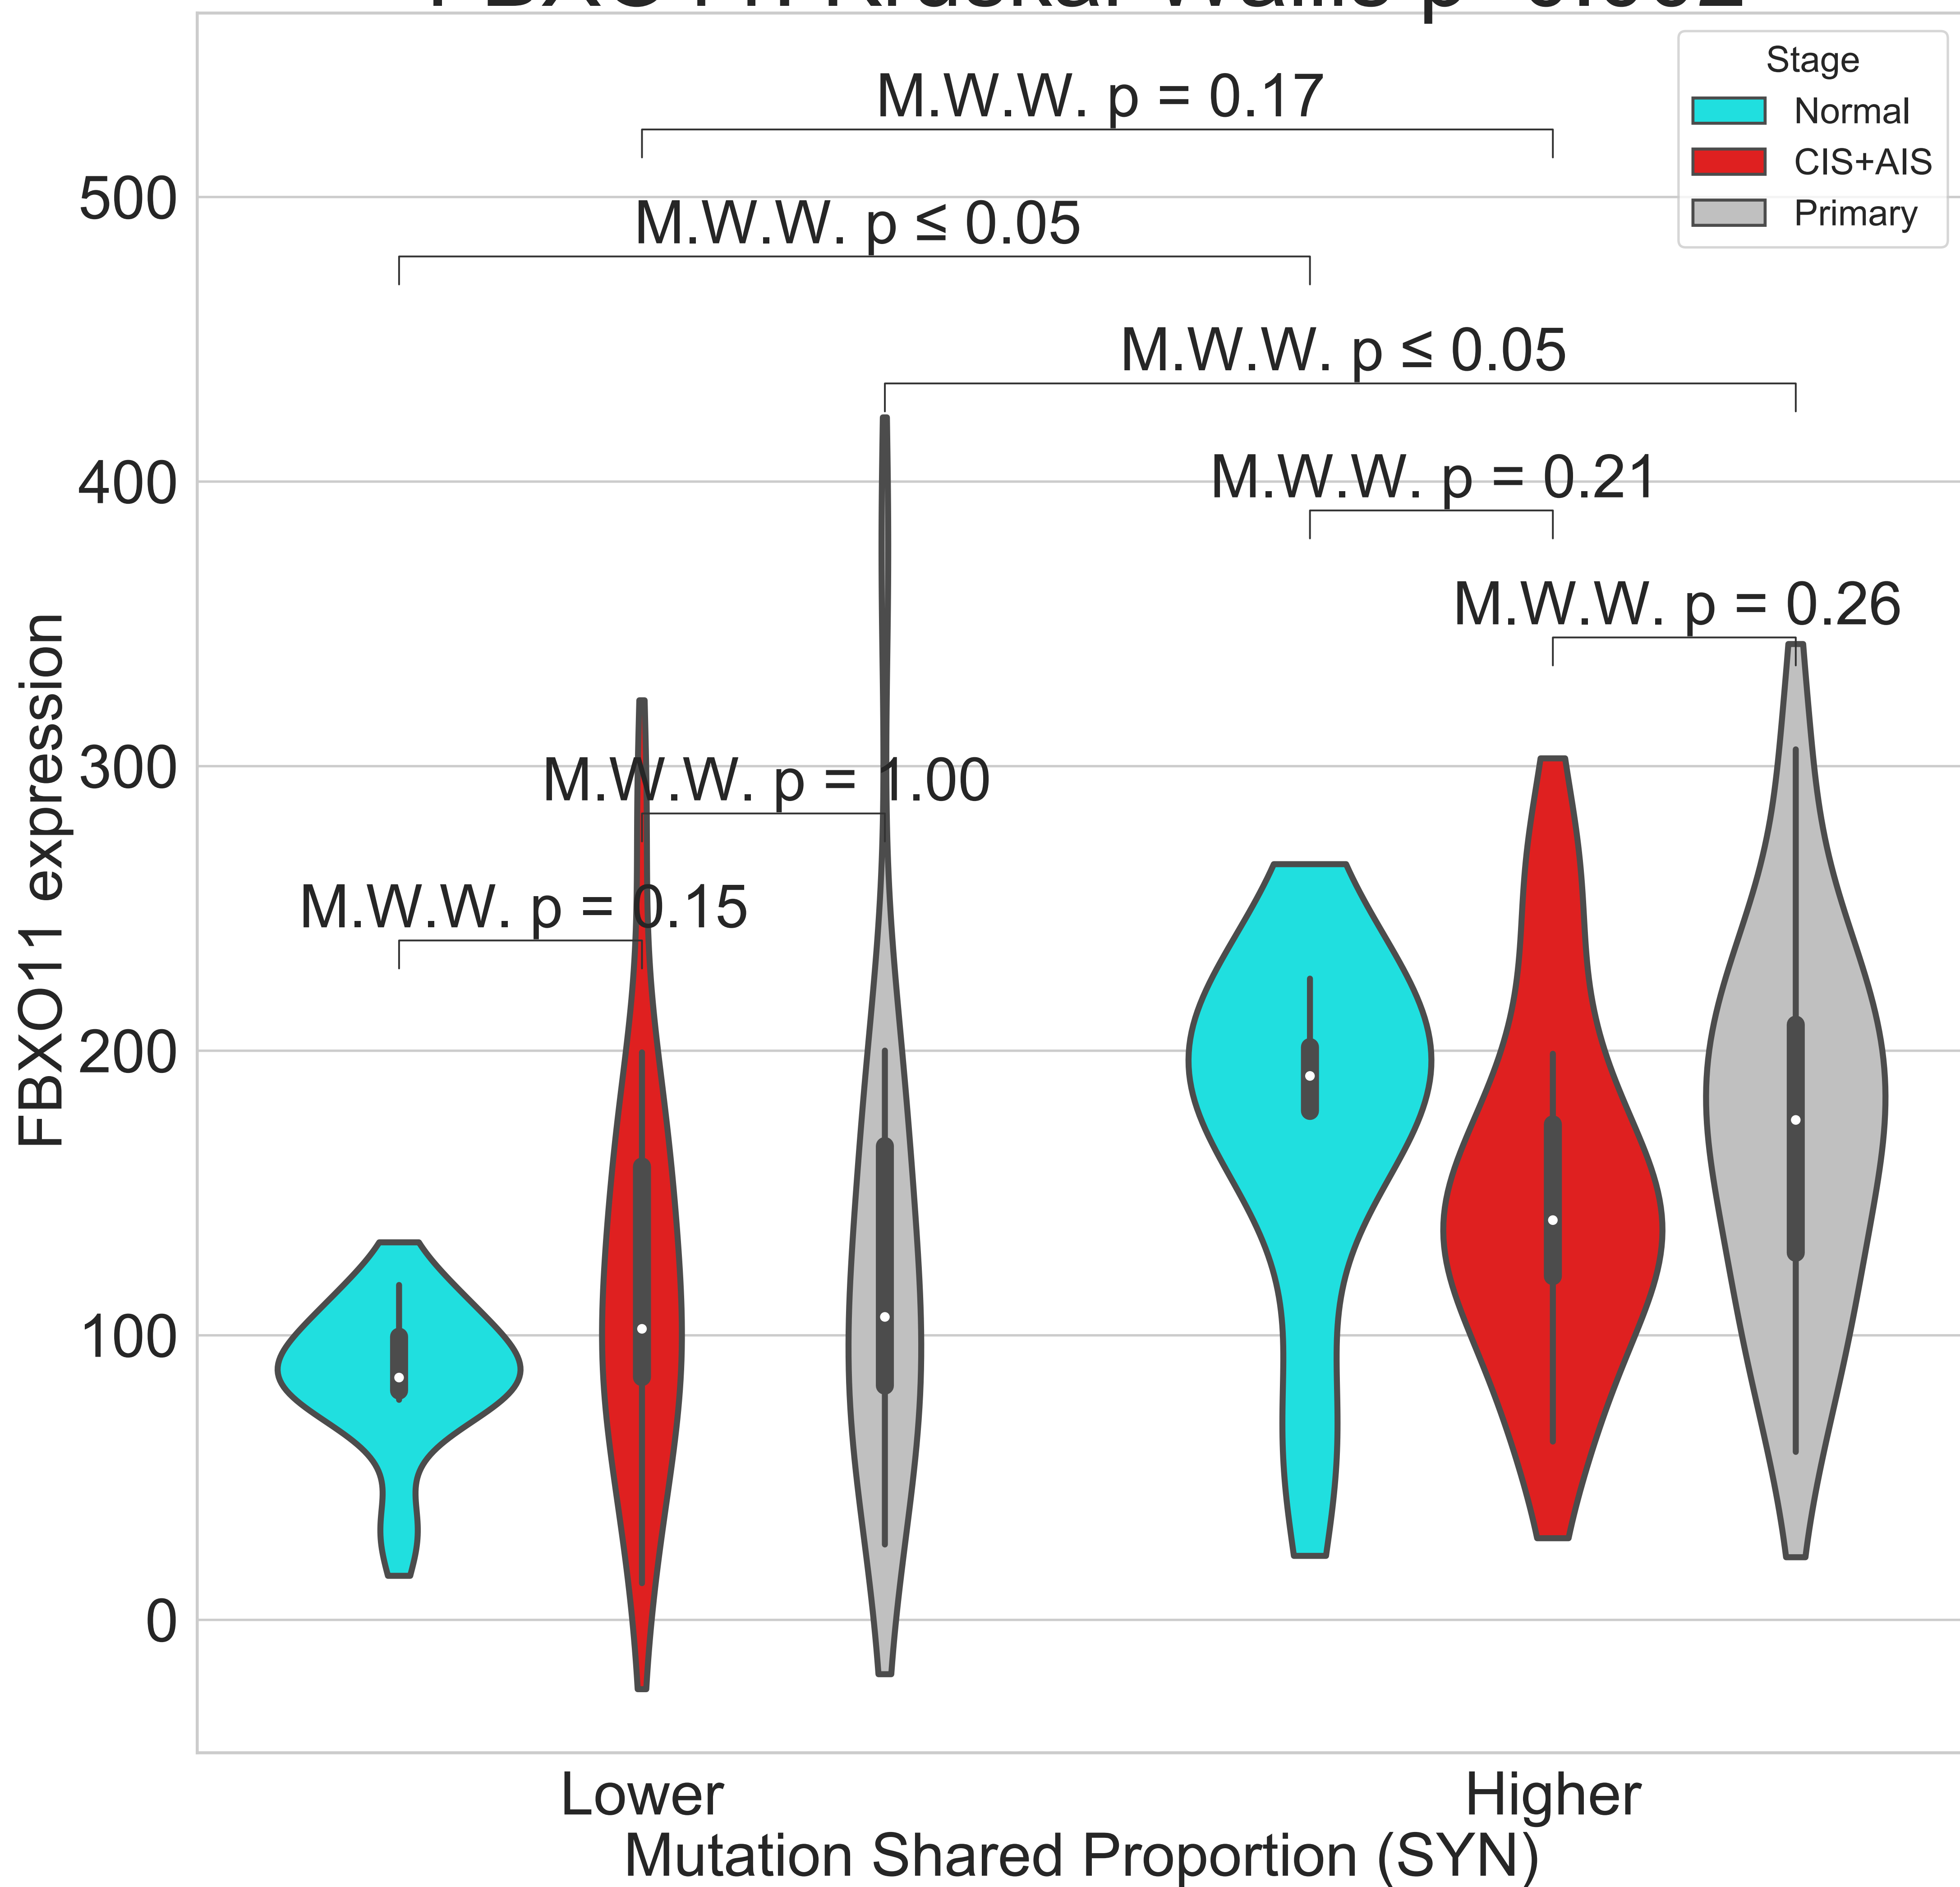 Stage
Normal
CIS+AIS
Primary
M.W.W. p = 0.17
M.W.W. p ≤ 0.05
M.W.W. p ≤ 0.05
M.W.W. p = 0.21
M.W.W. p = 0.26
M.W.W. p = 1.00
M.W.W. p = 0.15
FBXO11 expression
500
400
300
200
100
0
Lower
Higher
Mutation Shared Proportion (SYN)